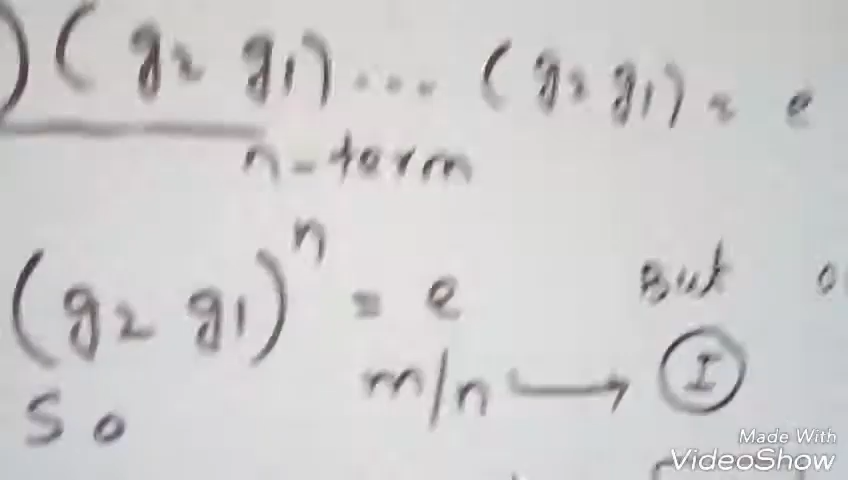 ) ( g2 g1) ... ( g2 g1) = e
n-term
(g2 g1)^n = e But
So m/n → I
Made With
VideoShow